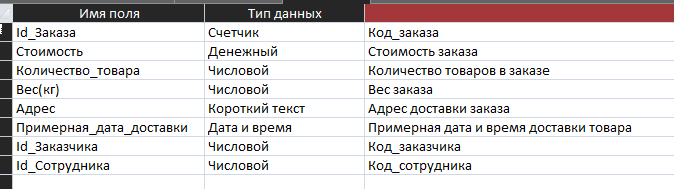 Имя поля Тип данных
Id_Заказа Счетчик Код_заказа
Стоимость Денежный Стоимость заказа
Количество_товара Числовой Количество товаров в заказе
Вес(кг) Числовой Вес заказа
Адрес Короткий текст Адрес доставки заказа
Примерная_дата_доставки Дата и время Примерная дата и время доставки товара
Id_Заказчика Числовой Код_заказчика
Id_Сотрудника Числовой Код_сотрудника